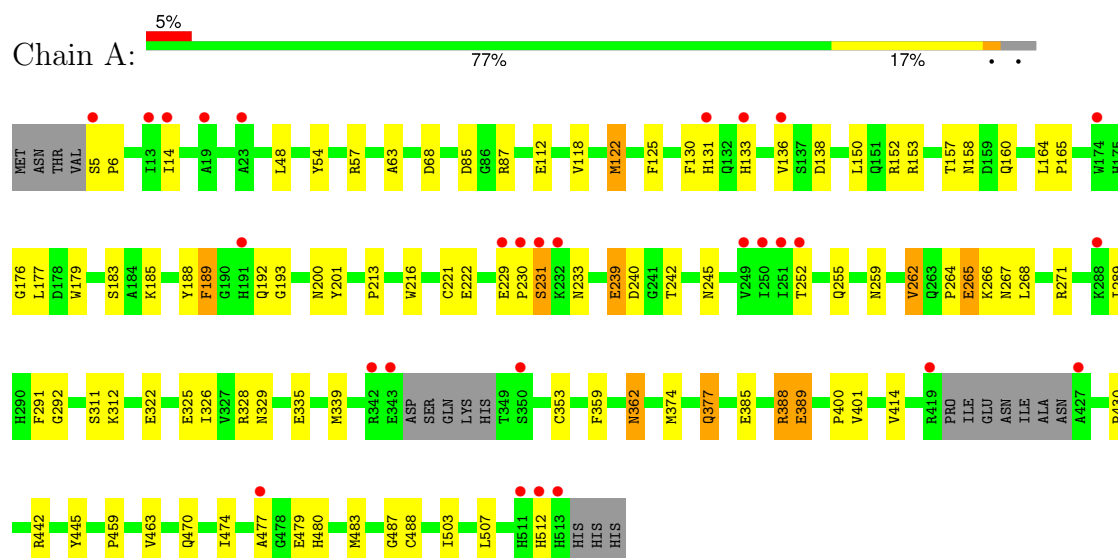 5%
Chain A:
77% 17% • •
MET ASN THR VAL S5 P6 I13 I14 A19 A23 L48 Y54 R57 A63 D68 D85 G86 R87 E112 V118 M122 F125 F130 H131 Q132 H133 V136 S137 D138 L150 Q151 R152 R153 T157 N158 D159 Q160 L164 P165 W174 H175
G176 L177 D178 W179 S183 A184 K185 Y188 F189 G190 H191 Q192 G193 N200 Y201 P213 W216 C221 E222 E229 P230 S231 K232 N233 E239 D240 G241 T242 N245 V249 I250 I251 T252 Q255 N259 V262 Q263 P264 E265 K266 N267 L268 R271 K288 I289
H290 F291 G292 S311 K312 E322 E325 I326 V327 R328 N329 E335 M339 R342 E343 ASP SER GLN LYS HIS T349 S350 C353 F359 N362 M374 Q377 E385 R388 E389 P400 V401 V414 R419 PRO ILE GLU ASN ILE ALA ASN A427
R442 Y445 P459 V463 Q470 I474 A477 G478 E479 H480 M483 G487 C488 I503 L507 H511 H512 H513 HIS HIS HIS